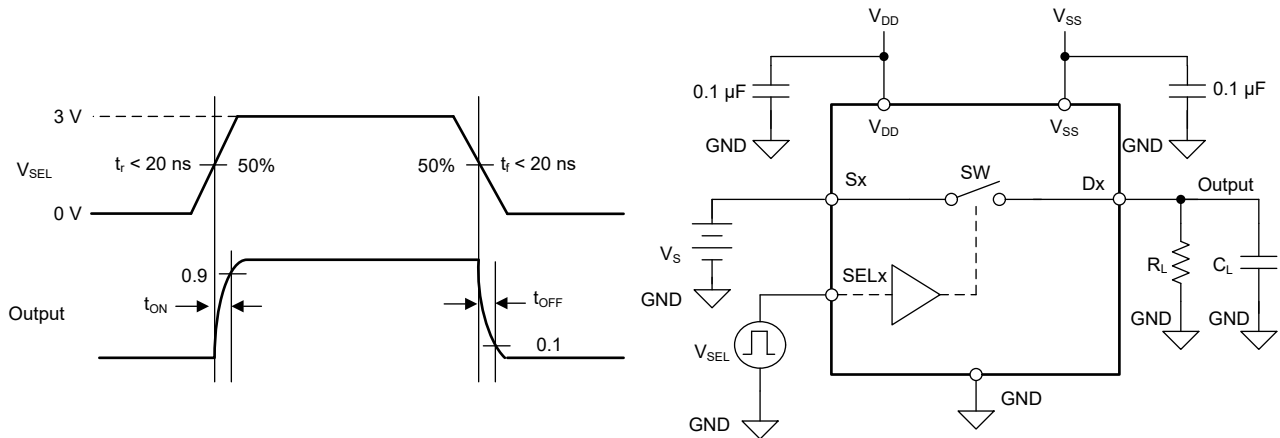 3 V
V_SEL
t_r < 20 ns
50%
50%
t_f < 20 ns
0 V
0.9
t_ON
t_OFF
Output
0.1
V_DD
V_SS
0.1 µF
0.1 µF
GND
V_DD
V_SS
GND
Sx
SW
Dx
Output
V_S
SELx
R_L
C_L
GND
GND
GND
V_SEL
GND
GND